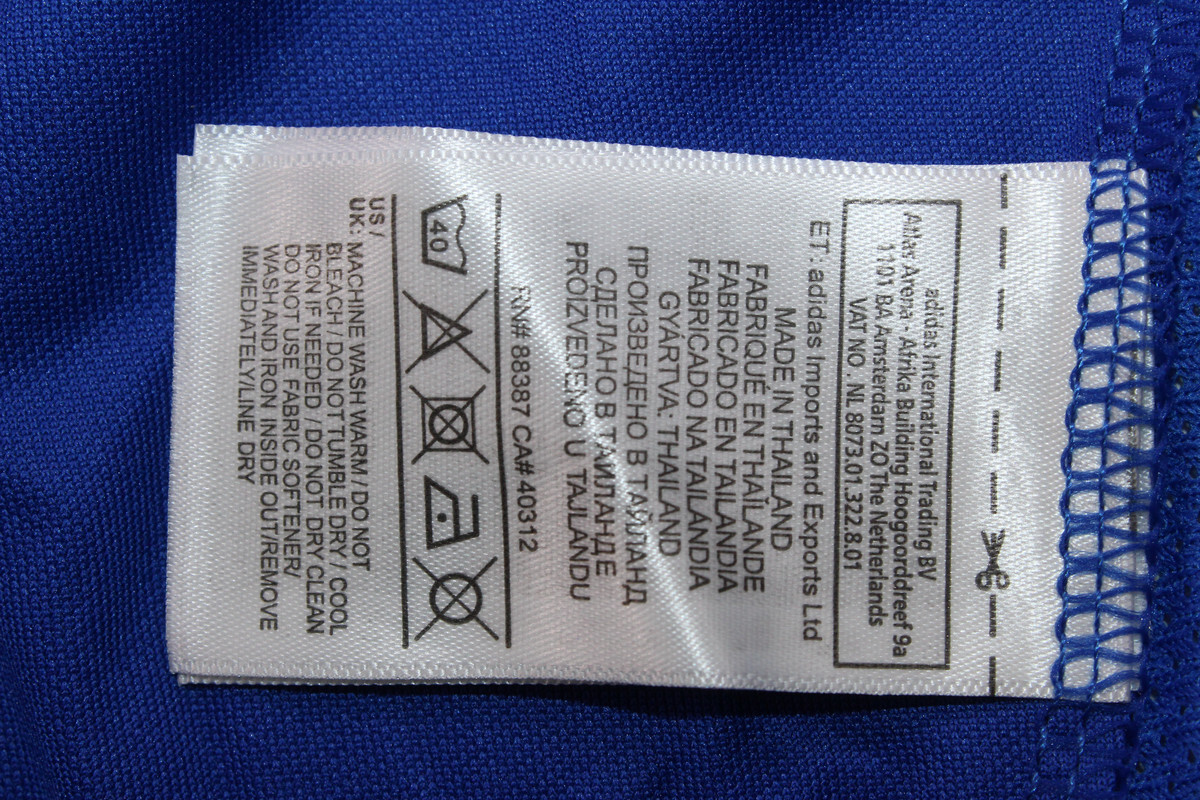 adidas International Trading BV
Atlas Arena - Afrika Building Hoogoorddreef 9a
1101 BA Amsterdam ZO The Netherlands
VAT NO . NL 8073.01.322.8.01
ET: adidas Imports and Exports Ltd
MADE IN THAILAND
FABRIQUÉ EN THAÏLANDE
FABRICADO EN TAILANDIA
FABRICADO NA TAILÂNDIA
GYÁRTVA: THAILAND
ПРОИЗВЕДЕНО В ТАЙЛАНД
СДЕЛАНО В ТАИЛАНДЕ
PROIZVEDENO U TAJLANDU
RN# 88387 CA# 40312
40
US /
UK: MACHINE WASH WARM / DO NOT
BLEACH / DO NOT TUMBLE DRY / COOL
IRON IF NEEDED / DO NOT DRY CLEAN
DO NOT USE FABRIC SOFTENER/
WASH AND IRON INSIDE OUT/REMOVE
IMMEDIATELY/LINE DRY